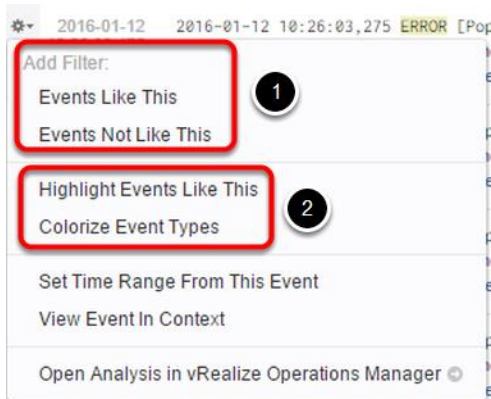 2016-01-12 2016-01-12 10:26:03,275 ERROR [Pop
Add Filter:
Events Like This
1
Events Not Like This
Highlight Events Like This
2
Colorize Event Types
Set Time Range From This Event
View Event In Context
Open Analysis in vRealize Operations Manager